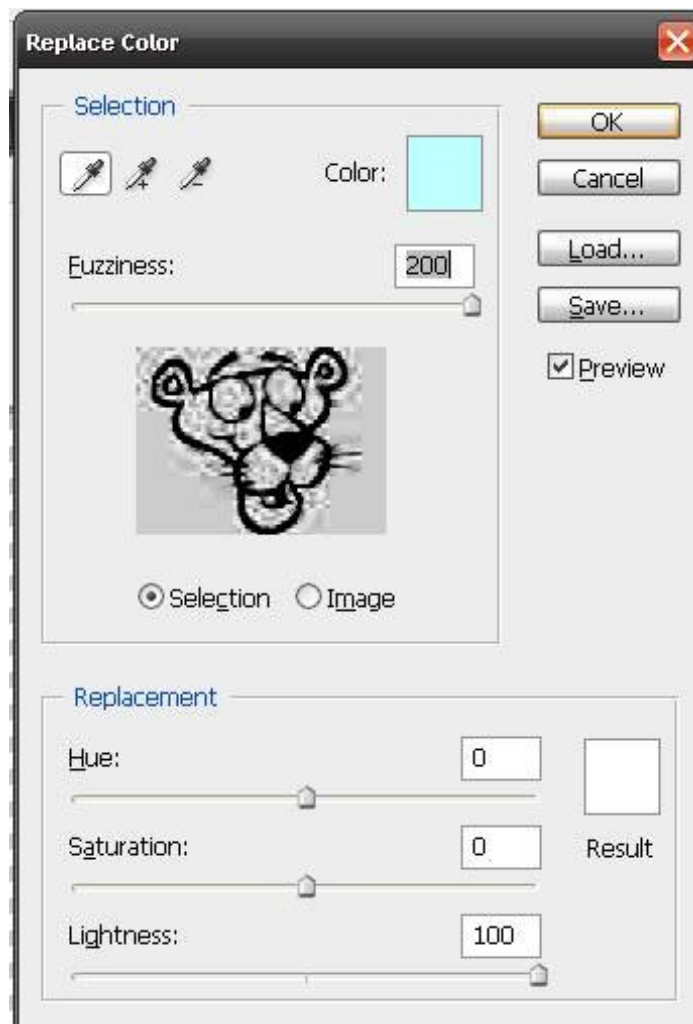 Replace Color
Selection
OK
Color:
Cancel
Fuzziness:
200
Load...
Save...
Preview
Selection
Image
Replacement
Hue:
0
Saturation:
0
Result
Lightness:
100